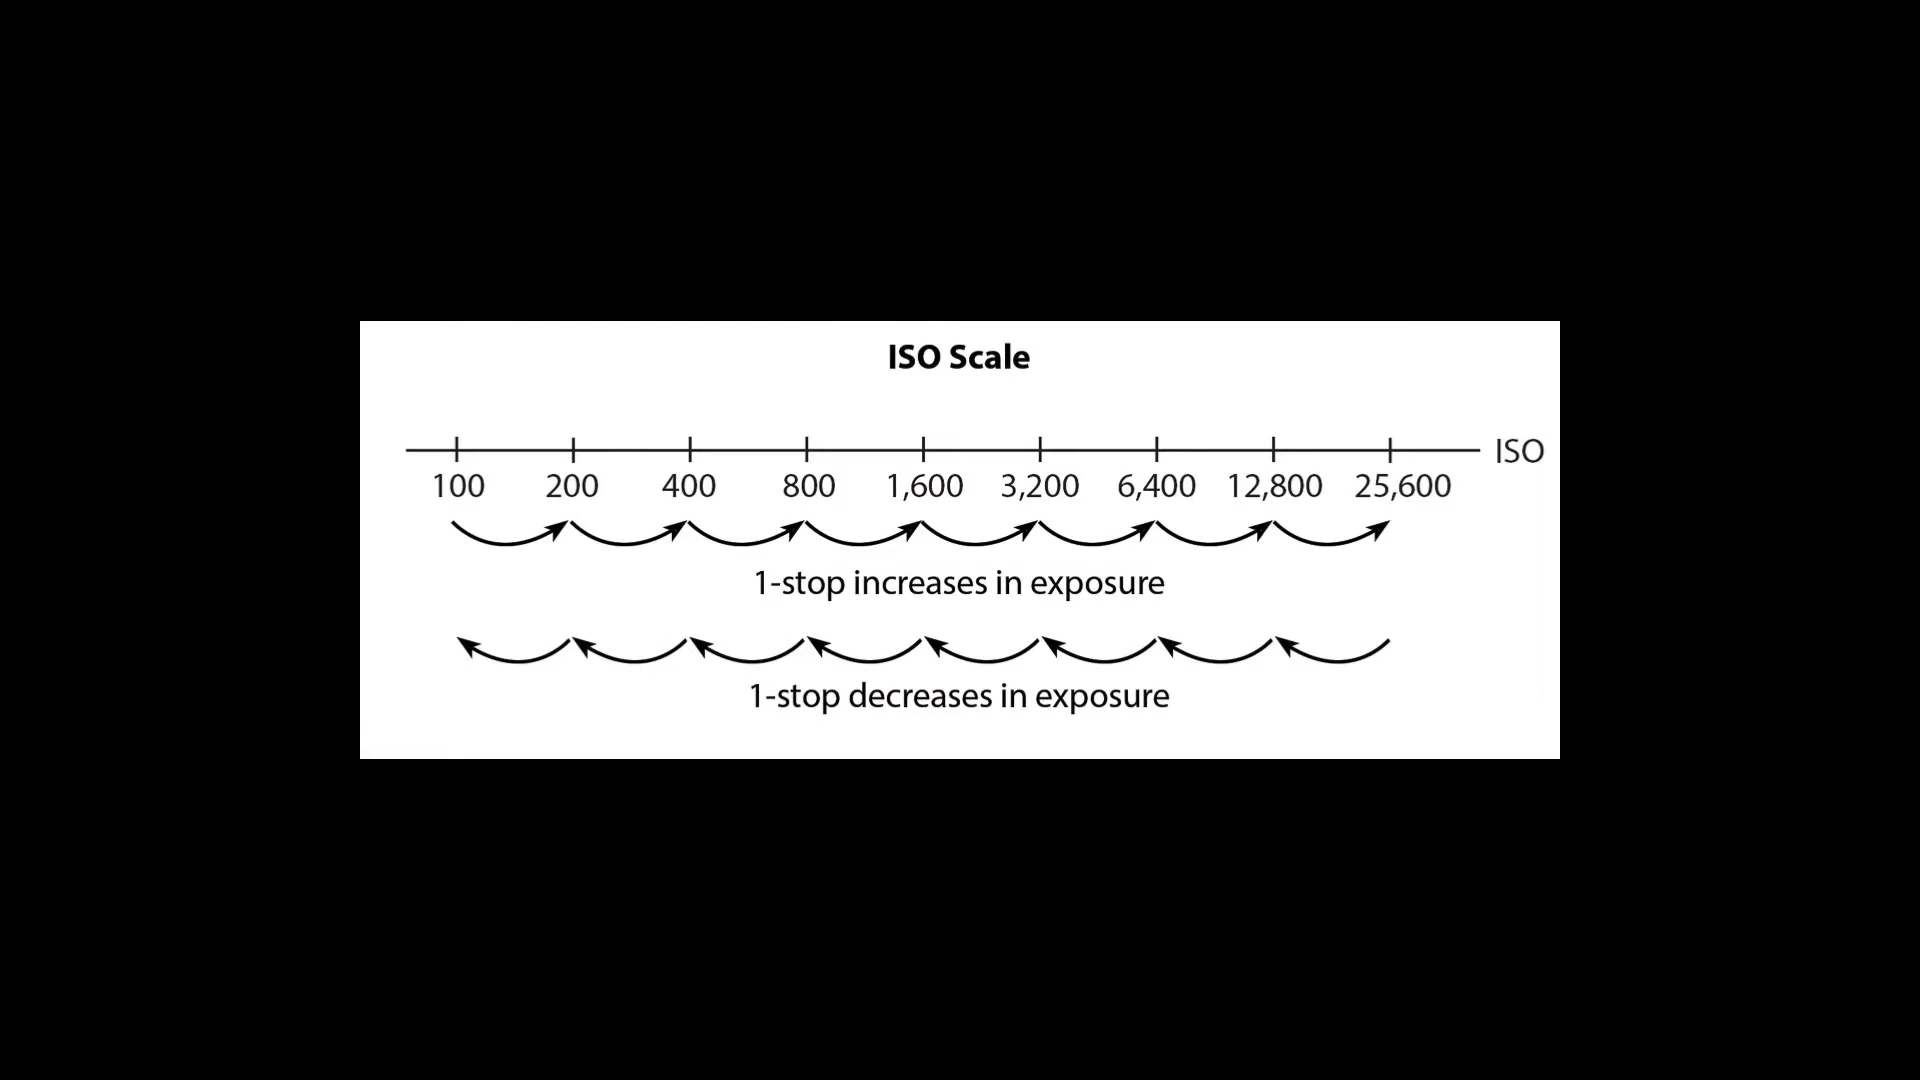 ISO Scale
ISO
100 200 400 800 1,600 3,200 6,400 12,800 25,600
1-stop increases in exposure
1-stop decreases in exposure